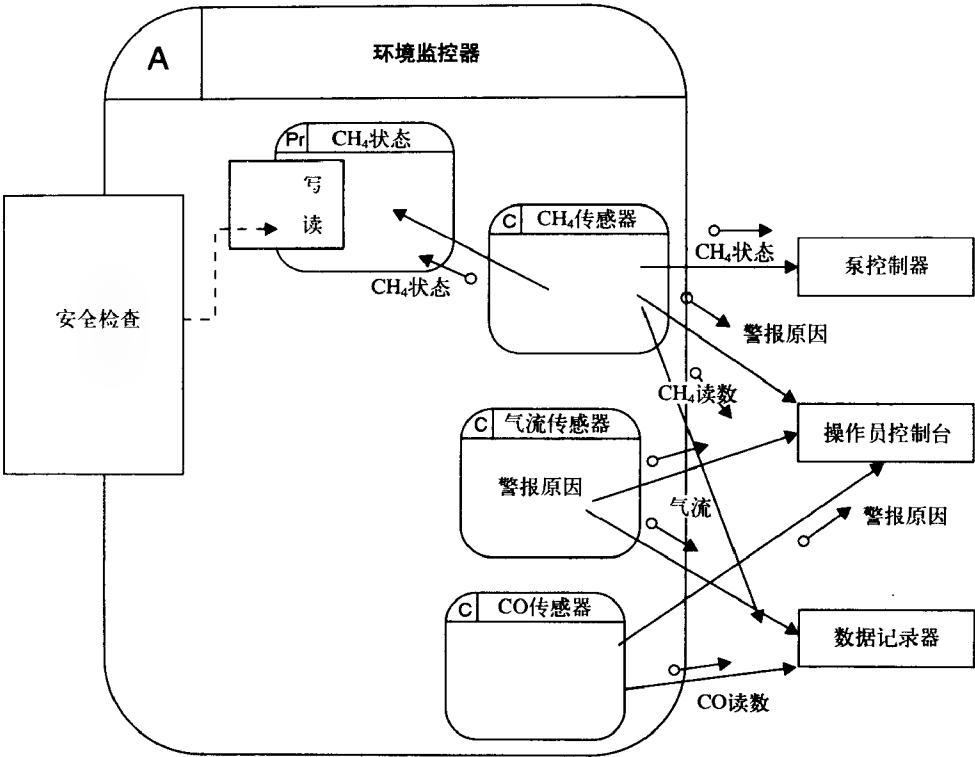 A
环境监控器
Pr
CH₄状态
写
读
安全检查
CH₄状态
C
CH₄传感器
CH₄状态
泵控制器
警报原因
CH₄读数
C
气流传感器
警报原因
气流
操作员控制台
警报原因
C
CO传感器
CO读数
数据记录器